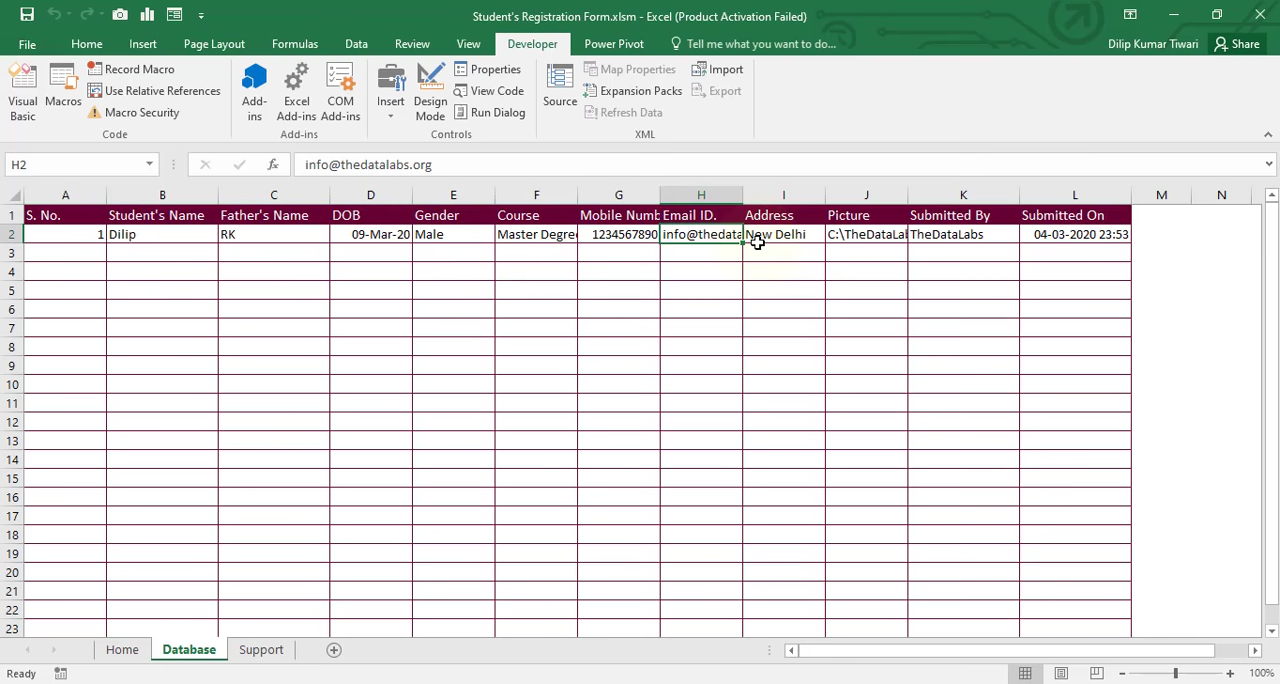 Student's Registration Form.xlsm - Excel (Product Activation Failed)
File Home Insert Page Layout Formulas Data Review View Developer Power Pivot Tell me what you want to do... Dilip Kumar Tiwari Share
Visual Basic
Macros
Record Macro
Use Relative References
Macro Security
Code
Add-ins
Excel Add-ins
COM Add-ins
Add-ins
Insert
Design Mode
Properties
View Code
Run Dialog
Controls
Source
Map Properties
Expansion Packs
Refresh Data
Import
Export
XML
H2 fx info@thedatalabs.org
A B C D E F G H I J K L M N
1 S. No. Student's Name Father's Name DOB Gender Course Mobile Numb Email ID. Address Picture Submitted By Submitted On
2 1 Dilip RK 09-Mar-20 Male Master Degree 1234567890 info@thedata New Delhi C:\TheDataLab TheDataLabs 04-03-2020 23:53
3
4
5
6
7
8
9
10
11
12
13
14
15
16
17
18
19
20
21
22
23
Home Database Support
Ready 100%